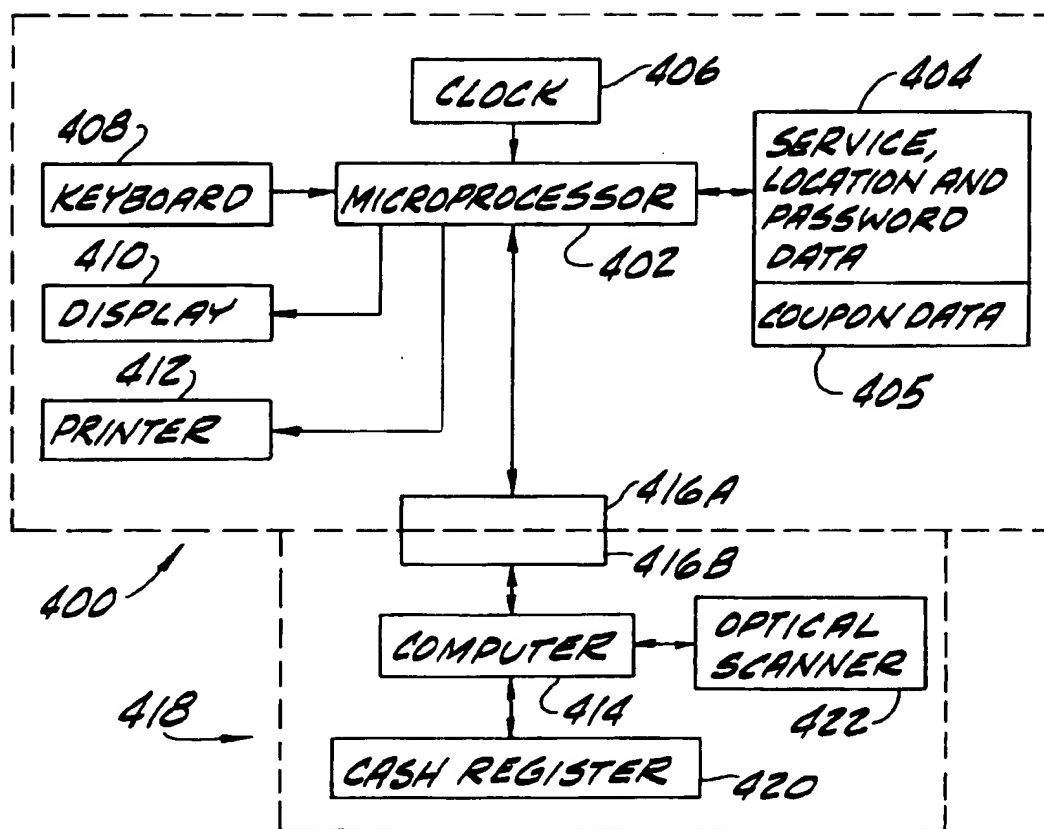 CLOCK
406
404
408
KEYBOARD
MICROPROCESSOR
402
SERVICE,
LOCATION AND
PASSWORD
DATA
COUPON DATA
405
410
DISPLAY
412
PRINTER
416A
416B
400
COMPUTER
414
OPTICAL
SCANNER
422
418
CASH REGISTER
420